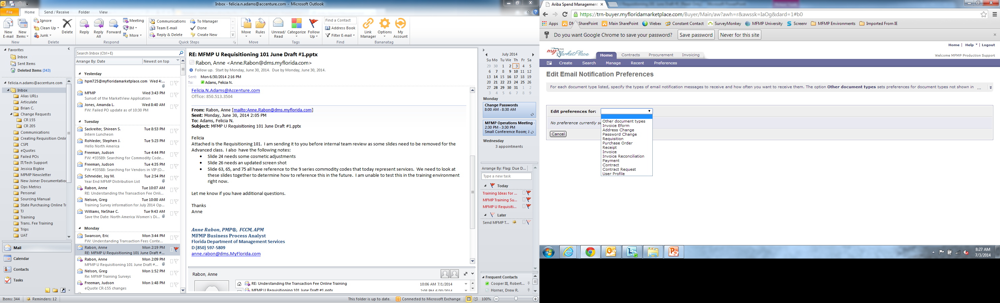 Inbox - felicia.n.adams@accenture.com - Microsoft Outlook
File Home Send / Receive Folder View
New E-mail
New Items
Ignore
Clean Up
Junk
Delete
Reply
Reply All
Forward
Meeting
IM
More
Communications
Team E-mail
Reply & Delete
To Manager
Done
Create New
Move
Rules
Unread/ Read
Categorize
Follow Up
Find a Contact
Address Book
Filter E-mail
Link Manager
Options
My Account
New Delete Respond Quick Steps Move Tags Find Bananatag
Favorites
Inbox
Sent Items
Deleted Items (343)
felicia.n.adams@accenture.com
Inbox
Alias URLs
Articulate
Brian C.
Change Requests
CR 155
CR 205
Communications
Creating Requisition Onlir
CSPI
eQuotes
Failed POs
IT/Tech Support
Jessica Bigbie
MPMP Newsletter
New Joiner Documentation
Ops Metrics
Personal
Sourcing Manual
State Purchasing Online Tr
TJ
Training
Trans. Fee Training
Trips
UAT
Mail
Calendar
Contacts
Tasks
Search Inbox (Ctrl+E)
Arrange By: Date Newest on top
Yesterday
hpm725@myfloridamarketplace.com Wed 4:...
MFMP Wed 3:43 PM
Sunset of the MarketView Application
Jones, Amanda L. Wed 8:40 AM
FW: Failed PO update as of 10:30 PM
Tuesday
Sackreiter, Shireen S. Tue 8:53 PM
Intern Luncheon
Rohleder, Stephen J. Tue 5:23 PM
Hello North America
Freeman, Judson Tue 4:44 PM
FW: #33589: Searching for Commodity Code...
Freeman, Judson Tue 4:35 PM
FW: #33588: Searching for Vendors in VIP (O...
Schneider, Joy M. Tue 2:54 PM
Year End MFMP Distribution List
Rabon, Anne Tue 10:07 AM
RE: Understanding the Transaction Fee Onli...
Nelson, Greg Tue 10:00 AM
Training Survey information for July 2014 Op...
Williams, NeShae C. Tue 9:43 AM
Save the Date: North America Women's Di...
Monday
Swanson, Eric Mon 3:44 PM
FW: Understanding Transaction Fees Conte...
Rabon, Anne Mon 2:19 PM
RE: MFMP U Requisitioning 101 June Draft #...
Rabon, Anne Mon 2:09 PM
MFMP U Requisitioning 101 June Draft #...
Nelson, Greg Mon 1:52 PM
Re: MFMP Training Surveys
Freeman, Judson Mon 1:48 PM
eQuote CR-155 changes
RE: MFMP U Requisitioning 101 June Draft #1.pptx
Rabon, Anne <Anne.Rabon@dms.myflorida.com>
Follow up. Start by Monday, June 30, 2014. Due by Monday, June 30, 2014.
Sent: Mon 6/30/2014 2:16 PM
To: Adams, Felicia N.
Felicia.N.Adams@Accenture.com
Office: 850.513.3504
From: Rabon, Anne [mailto:Anne.Rabon@dms.myflorida.com]
Sent: Monday, June 30, 2014 2:05 PM
To: Adams, Felicia N.
Subject: MFMP U Requisitioning 101 June Draft #1.pptx
Felicia
Attached is the Requisitioning 101. I am sending it to you before internal team review as some slides need to be removed for the
Advanced class. I also have the following notes:
• Slide 24 needs some cosmetic adjustments
• Slide 26 needs an updated screen shot
• Slide 63, 65, and 75 all have reference to the 9 series commodity codes that today represent services. We need to look at
these slides together to determine how to reference this in the future. I am unable to test this in the training environment
right now.
Let me know if you have additional questions.
Thanks
Anne
Anne Rabon, PMP®, FCCM, APM
MFMP Business Process Analyst
Florida Department of Management Services
D (850) 597-5809
anne.rabon@dms.MyFlorida.com
Rabon, Anne
RE: Understanding the Transaction Fee Online Training 10:06 AM 7/1/2014
MFMP U Requisitioning 101 June Draft #1.pptx 2:08 PM 6/30/2014
July 2014
Su Mo Tu We Th Fr Sa
29 30 1 2 3 4 5
6 7 8 9 10 11 12
13 14 15 16 17 18 19
20 21 22 23 24 25 26
27 28 29 30 31 1 2
3 4 5 6 7 8 9
Monday
Change Passwords
8:00 AM - 8:30 AM
MFMP Operations Meeting -
2:30 PM - 3:30 PM
Small Conference Room; J
Wednesday
3 appointments
Arrange By: Flag: Due D...
Type a new task
Today
Training Ideas for ...
MFMP Training Su...
MFMP U Requisiti...
Later
Send MFMP T...
Frequent Contacts
Cooper III, Robert...
Horner, Drew R.
Items: 344 Reminders: 12 This folder is up to date. Connected to Microsoft Exchange 100%
Ariba Spend Management
https://trn-buyer.myfloridamarketplace.com/Buyer/Main/aw?awh=r&awssk=IaOg&dard=1#b0
Apps SharePoint Main SharePoint Webex Constant Contact SurveyMonkey MFMP University Screenr MFMP Environments Imported From IE
Do you want Google Chrome to save your password? Save password Never for this site
Home Help Logout
my MarketPlace
Home Contracts Procurement Invoicing
Welcome MFMP Production Support
Create Search Manage Recent Preferences
Edit Email Notification Preferences
For each document type listed, specify the types of email notification messages to receive and how often you want to receive them. The option Other document types sets preferences for document types not shown in ...
Edit preferences for:
No preference currently se
Cancel
Other document types
Invoice Eform
Address Change
Password Change
Requisition
Purchase Order
Receipt
Invoice
Invoice Reconciliation
Payment
Contract
Contract Request
User Profile
8:27 AM
7/3/2014